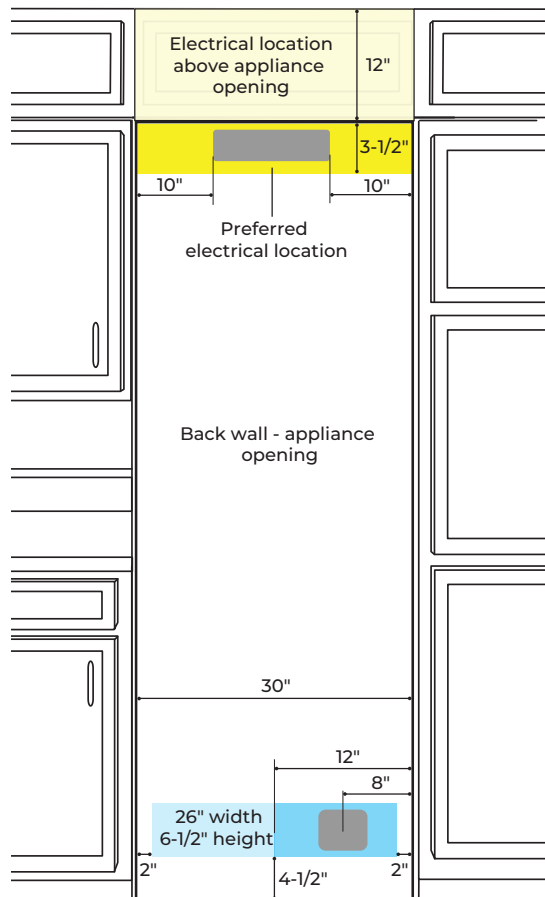 Electrical location
above appliance
opening
12"
3-1/2"
10"
10"
Preferred
electrical location
Back wall - appliance
opening
30"
12"
8"
26" width
6-1/2" height
2"
2"
4-1/2"